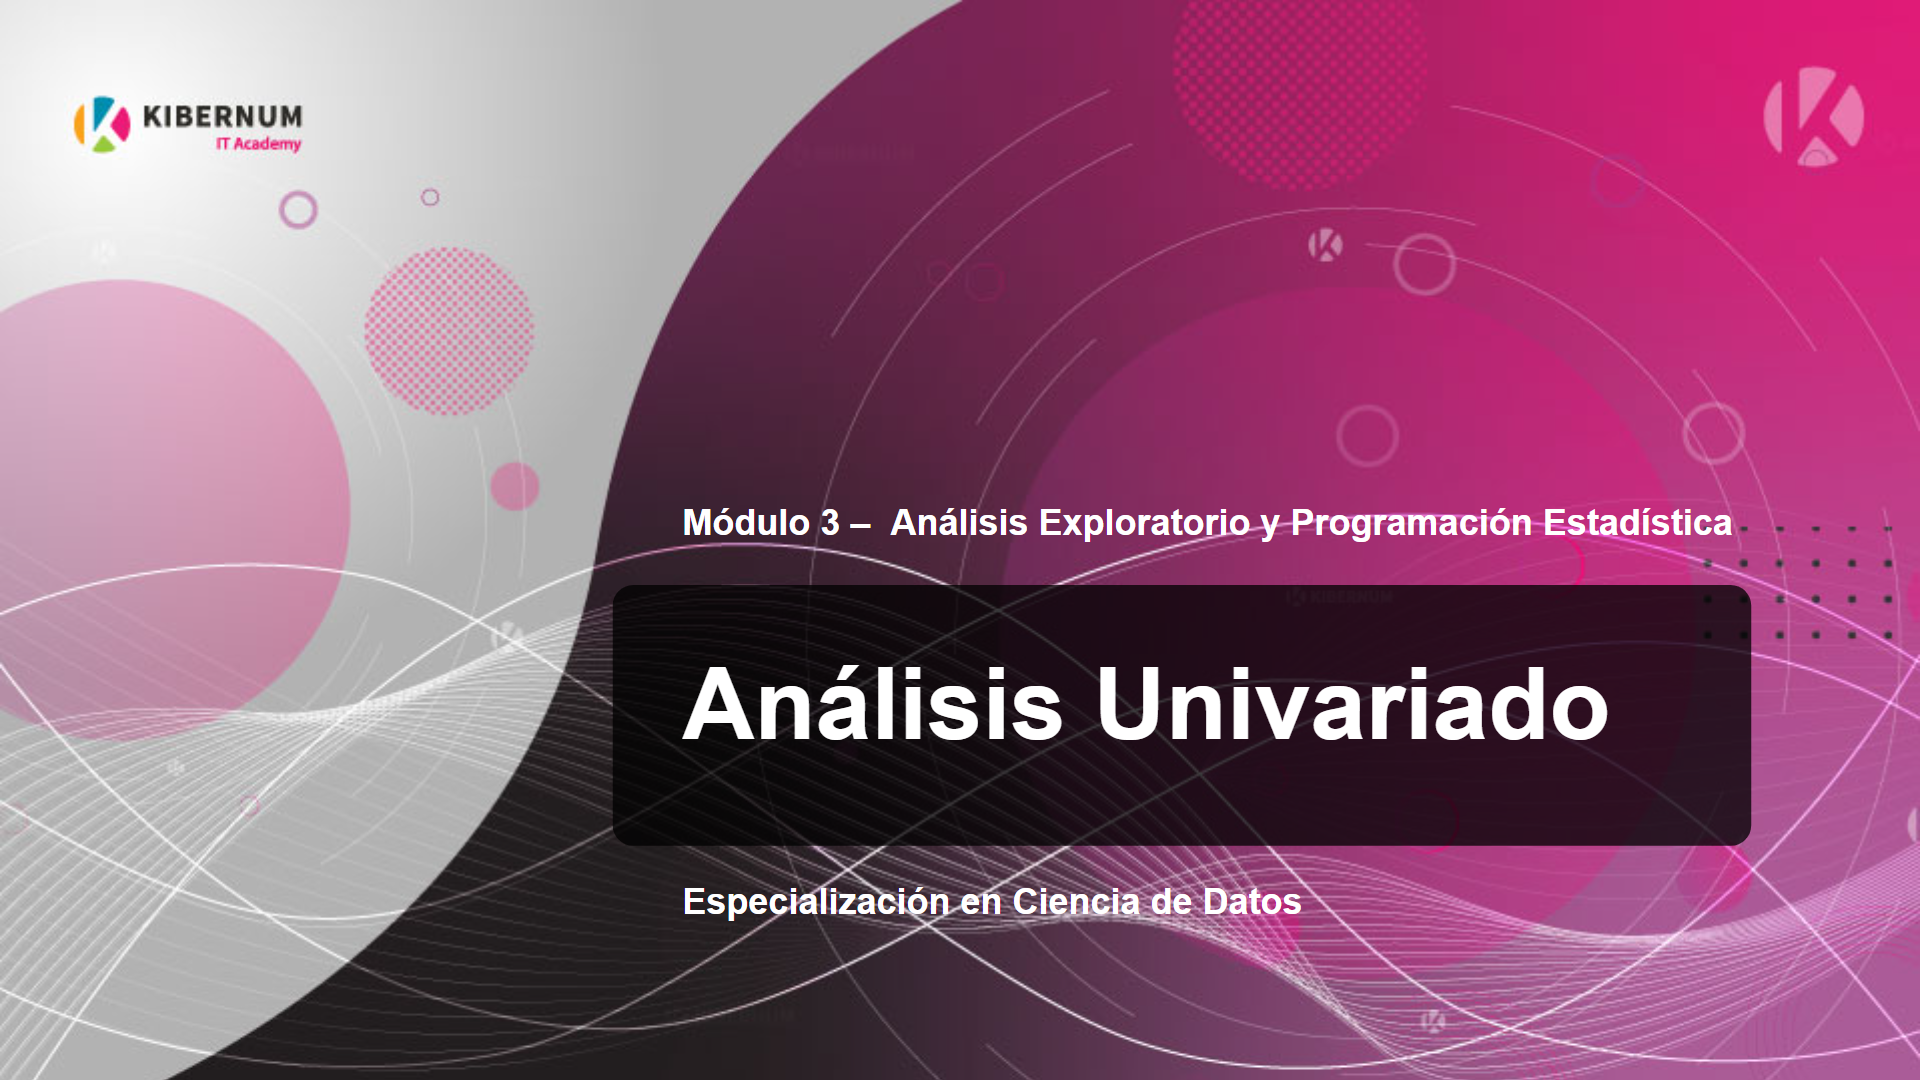 KIBERNUM
IT Academy
Módulo 3 – Análisis Exploratorio y Programación Estadística
Análisis Univariado
Especialización en Ciencia de Datos